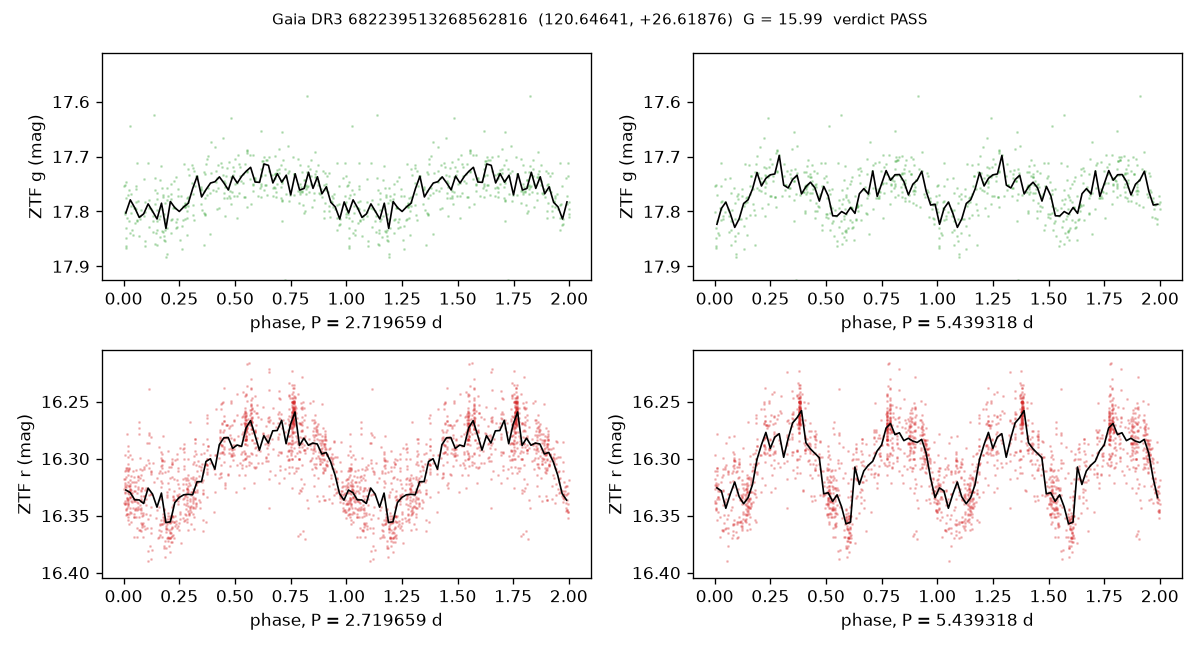 Gaia DR3 682239513268562816 (120.64641, +26.61876) G = 15.99 verdict PASS
ZTF g (mag)
17.6
17.7
17.8
17.9
0.00 0.25 0.50 0.75 1.00 1.25 1.50 1.75 2.00
phase, P = 2.719659 d
ZTF g (mag)
17.6
17.7
17.8
17.9
0.00 0.25 0.50 0.75 1.00 1.25 1.50 1.75 2.00
phase, P = 5.439318 d
ZTF r (mag)
16.25
16.30
16.35
16.40
0.00 0.25 0.50 0.75 1.00 1.25 1.50 1.75 2.00
phase, P = 2.719659 d
ZTF r (mag)
16.25
16.30
16.35
16.40
0.00 0.25 0.50 0.75 1.00 1.25 1.50 1.75 2.00
phase, P = 5.439318 d